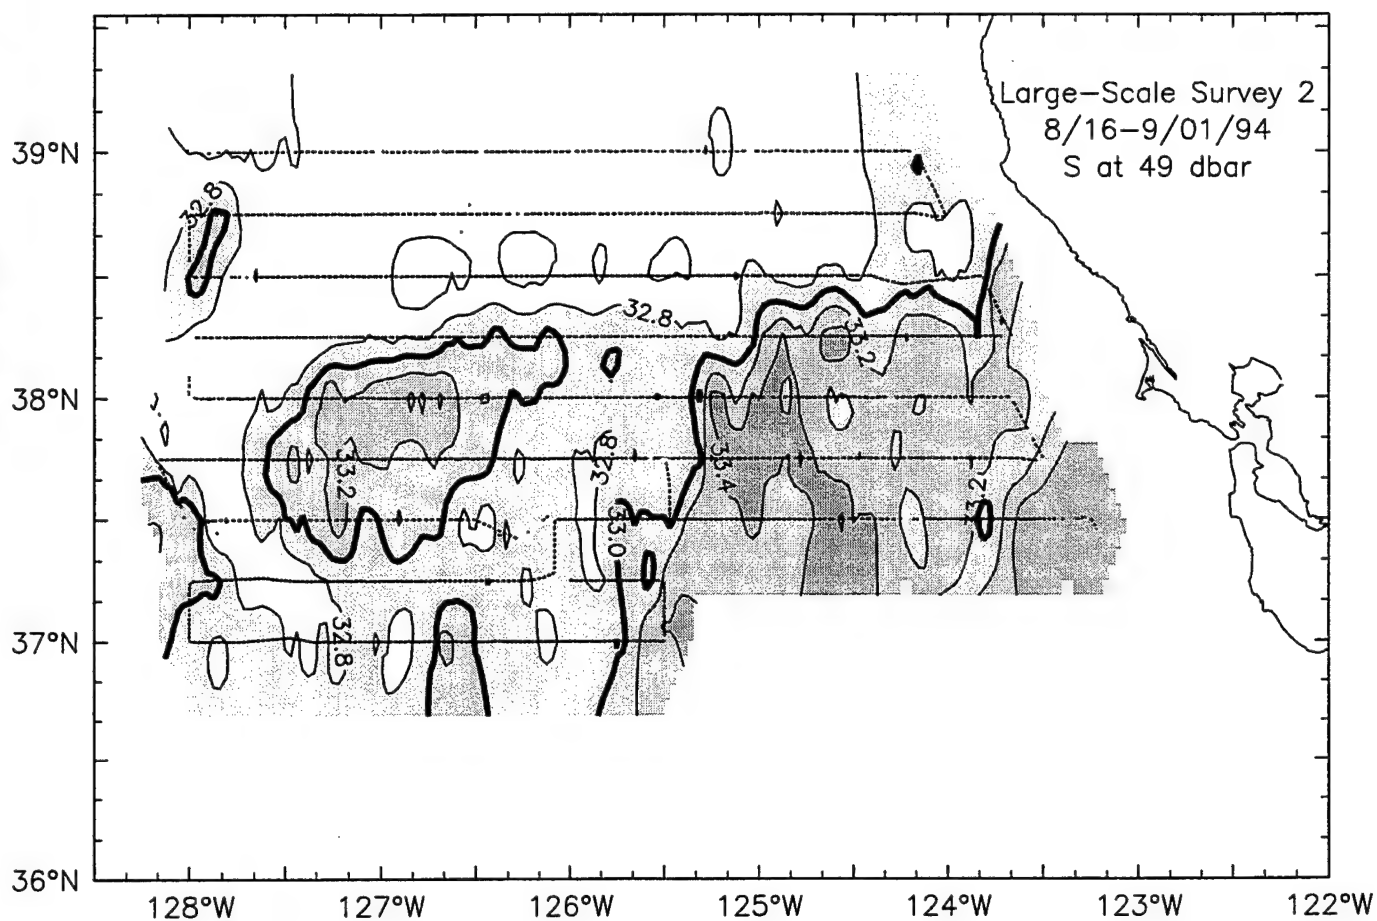 Large-Scale Survey 2
8/16-9/01/94
S at 49 dbar
39°N
32.8
32.8
33.2
38°N
33.2
32.8
33.4
33.2
33.0
37°N
32.8
36°N
128°W
127°W
126°W
125°W
124°W
123°W
122°W